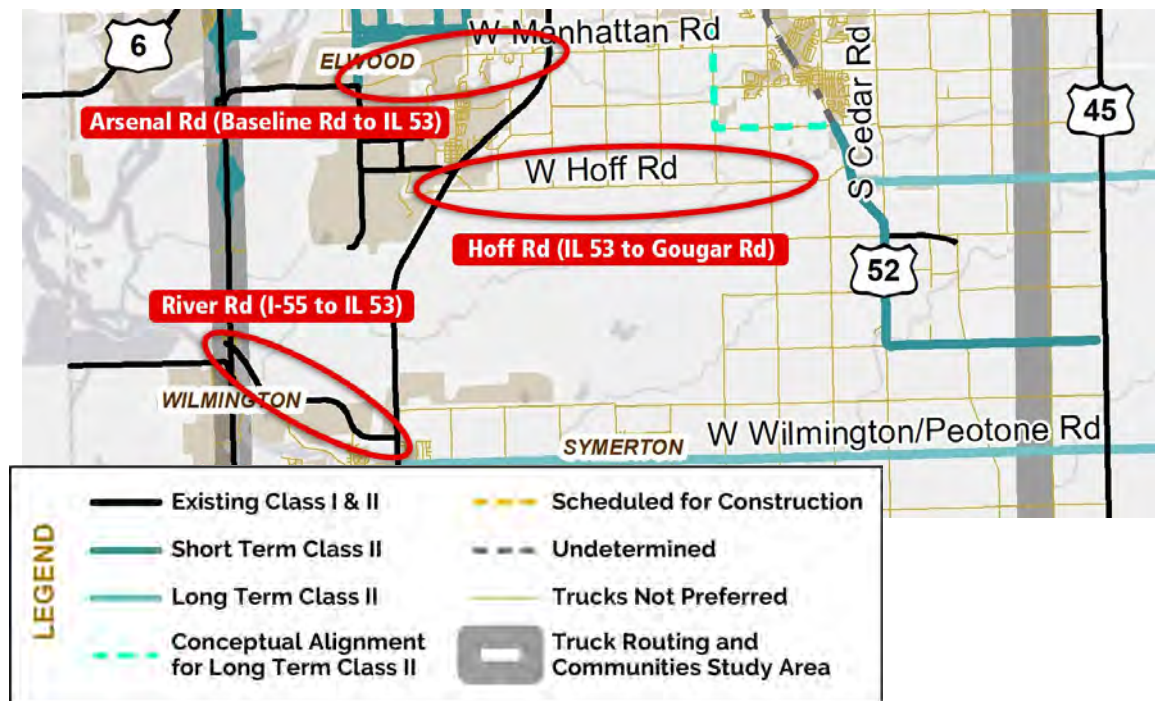 W Manhattan Rd
6
ELWOOD
S Cedar Rd
45
Arsenal Rd (Baseline Rd to IL 53)
W Hoff Rd
Hoff Rd (IL 53 to Gougar Rd)
52
River Rd (I-55 to IL 53)
WILMINGTON
SYMERTON
W Wilmington/Peotone Rd
LEGEND
Existing Class I & II
Short Term Class II
Long Term Class II
Conceptual Alignment
for Long Term Class II
Scheduled for Construction
Undetermined
Trucks Not Preferred
Truck Routing and
Communities Study Area